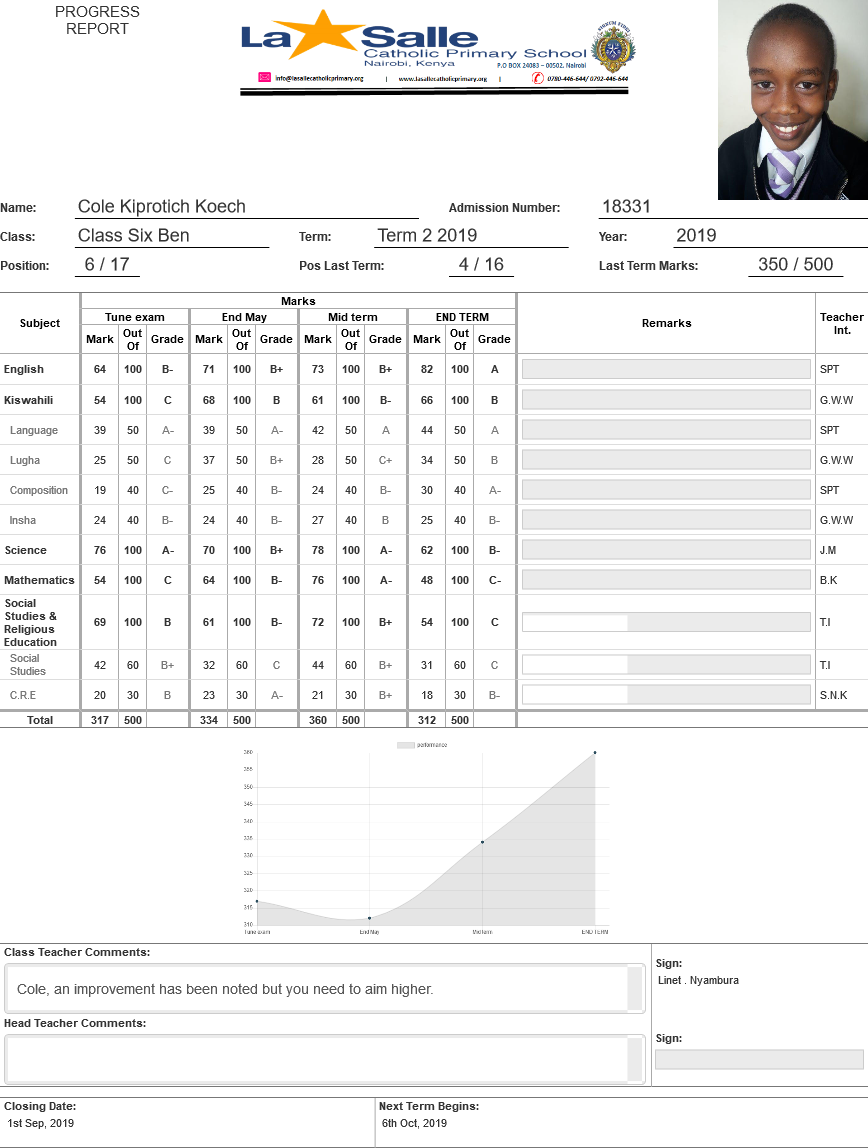 PROGRESS
REPORT
La Salle
Catholic Primary School
Nairobi, Kenya
P.O BOX 24083 – 00502, Nairobi
info@lasallecatholicprimary.org | www.lasallecatholicprimary.org | 0780-446-644/ 0792-446-644
Name: Cole Kiprotich Koech Admission Number: 18331
Class: Class Six Ben Term: Term 2 2019 Year: 2019
Position: 6 / 17 Pos Last Term: 4 / 16 Last Term Marks: 350 / 500
Subject Marks Remarks Teacher Int.
Tune exam End May Mid term END TERM
Mark Out Of Grade Mark Out Of Grade Mark Out Of Grade Mark Out Of Grade
English 64 100 B- 71 100 B+ 73 100 B+ 82 100 A SPT
Kiswahili 54 100 C 68 100 B 61 100 B- 66 100 B G.W.W
Language 39 50 A- 39 50 A- 42 50 A 44 50 A SPT
Lugha 25 50 C 37 50 B+ 28 50 C+ 34 50 B G.W.W
Composition 19 40 C- 25 40 B- 24 40 B- 30 40 A- SPT
Insha 24 40 B- 24 40 B- 27 40 B 25 40 B- G.W.W
Science 76 100 A- 70 100 B+ 78 100 A- 62 100 B- J.M
Mathematics 54 100 C 64 100 B- 76 100 A- 48 100 C- B.K
Social Studies & Religious Education 69 100 B 61 100 B- 72 100 B+ 54 100 C T.I
Social Studies 42 60 B+ 32 60 C 44 60 B+ 31 60 C T.I
C.R.E 20 30 B 23 30 A- 21 30 B+ 18 30 B- S.N.K
Total 317 500 334 500 360 500 312 500
performance
360
355
350
345
340
335
330
325
320
315
310
Tune exam End May Mid term END TERM
Class Teacher Comments:
Cole, an improvement has been noted but you need to aim higher.
Sign:
Linet . Nyambura
Head Teacher Comments:
Sign:
Closing Date: Next Term Begins:
1st Sep, 2019 6th Oct, 2019